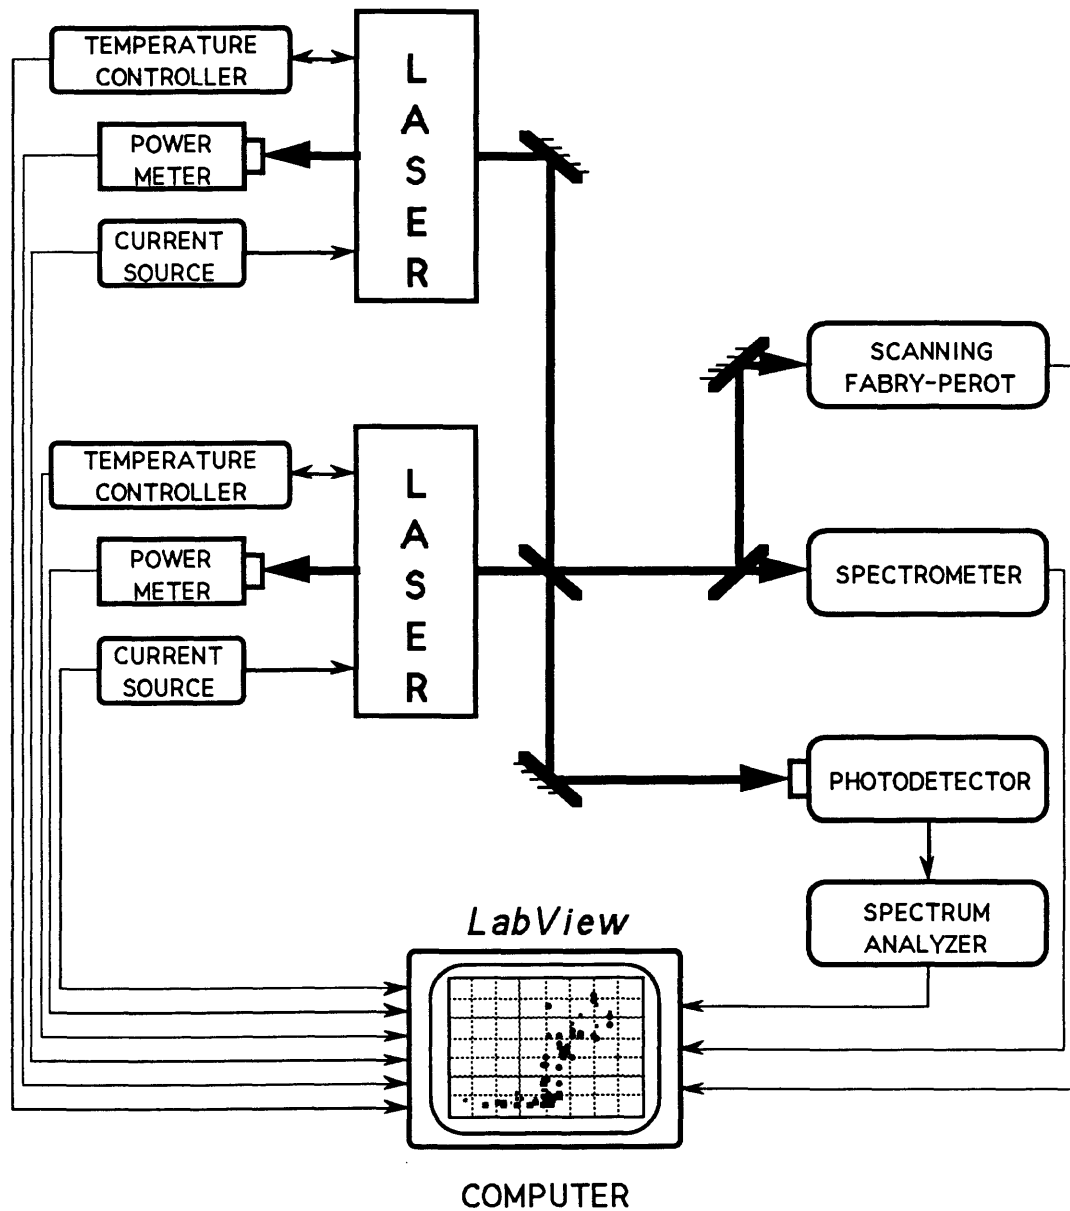 TEMPERATURE
CONTROLLER
POWER
METER
CURRENT
SOURCE
L
A
S
E
R
SCANNING
FABRY-PEROT
TEMPERATURE
CONTROLLER
POWER
METER
CURRENT
SOURCE
L
A
S
E
R
SPECTROMETER
PHOTODETECTOR
SPECTRUM
ANALYZER
LabView
COMPUTER